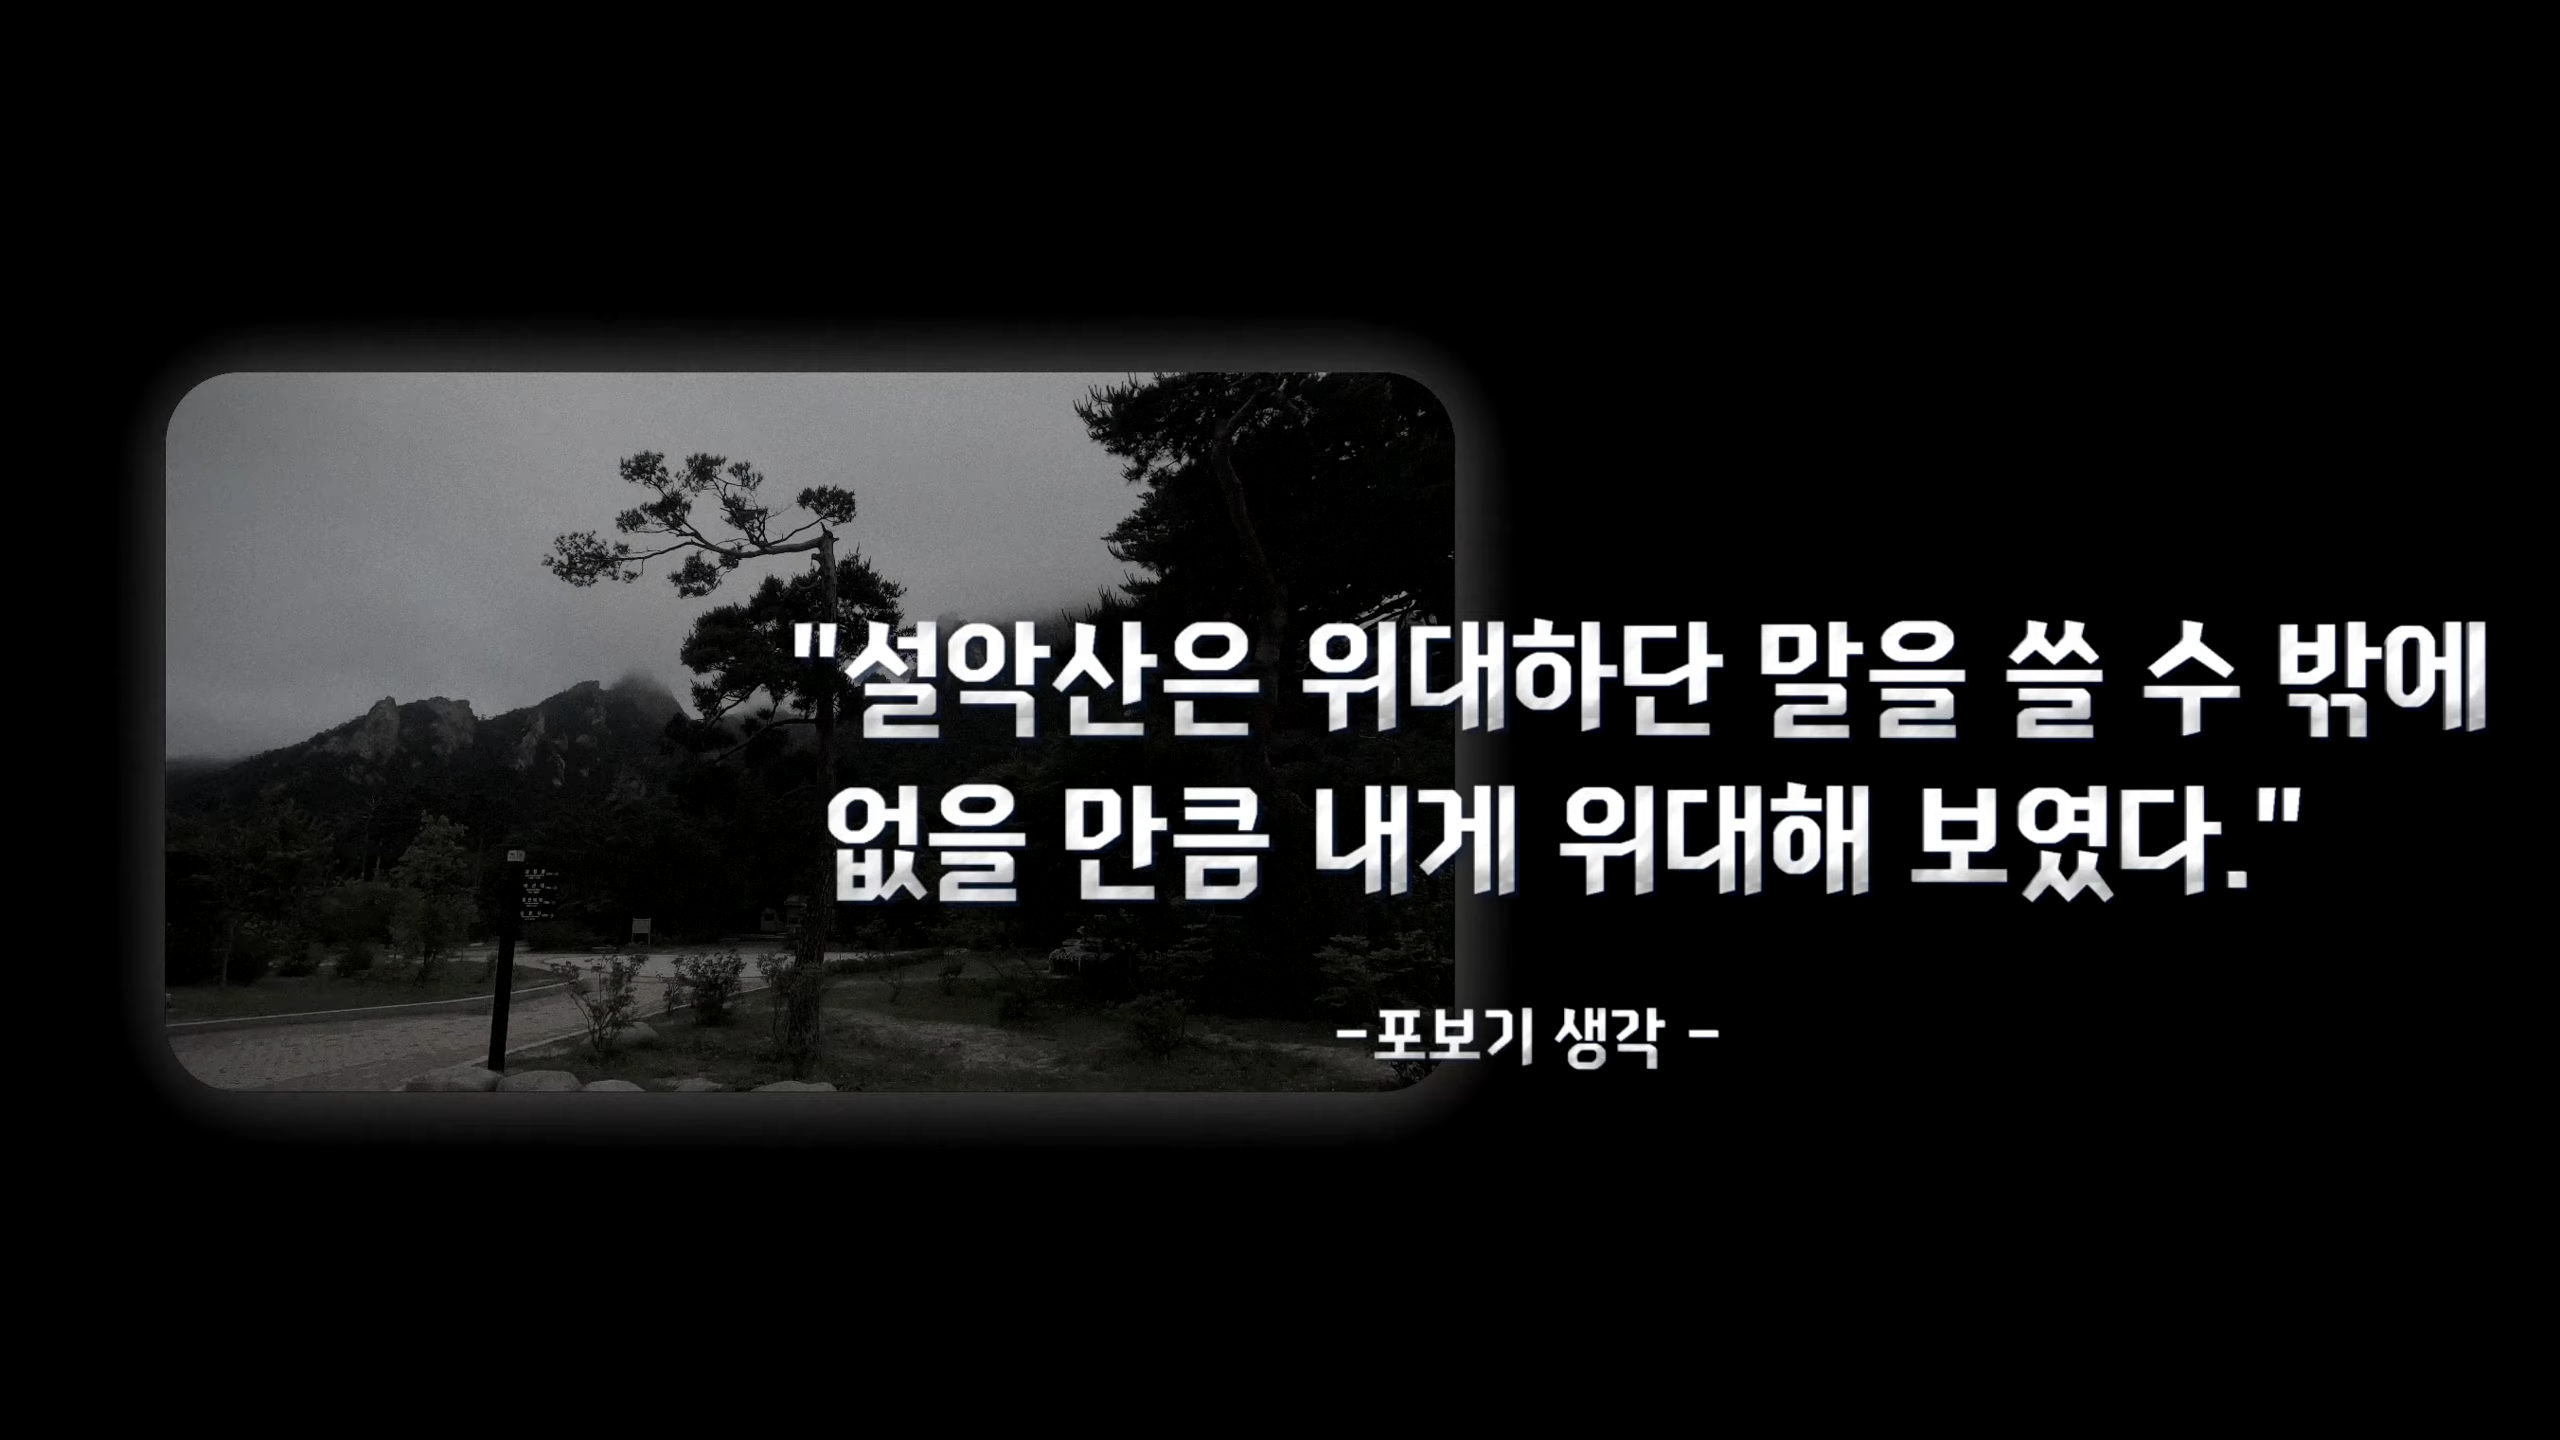 "설악산은 위대하단 말을 쓸 수 밖에
없을 만큼 내게 위대해 보였다."
-포보기 생각 -